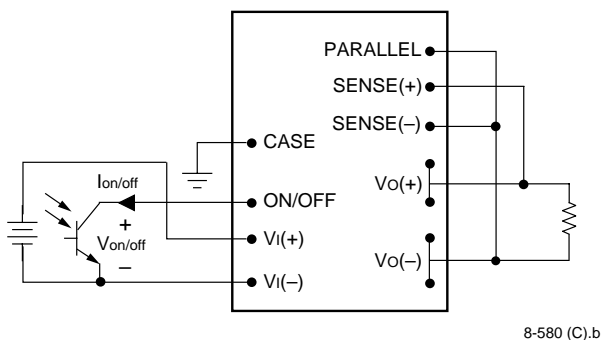 PARALLEL
SENSE(+)
SENSE(–)
CASE
Ion/off
ON/OFF
VO(+)
+
Von/off
–
VI(+)
VO(–)
VI(–)
8-580 (C).b